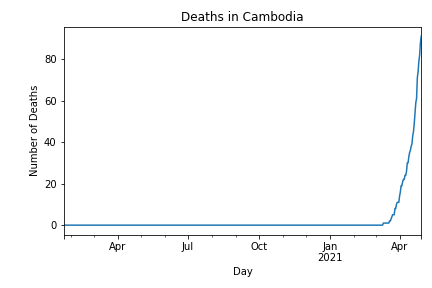 Deaths in Cambodia
80
60
40
20
0
Number of Deaths
Apr
Jul
Oct
Jan
2021
Apr
Day